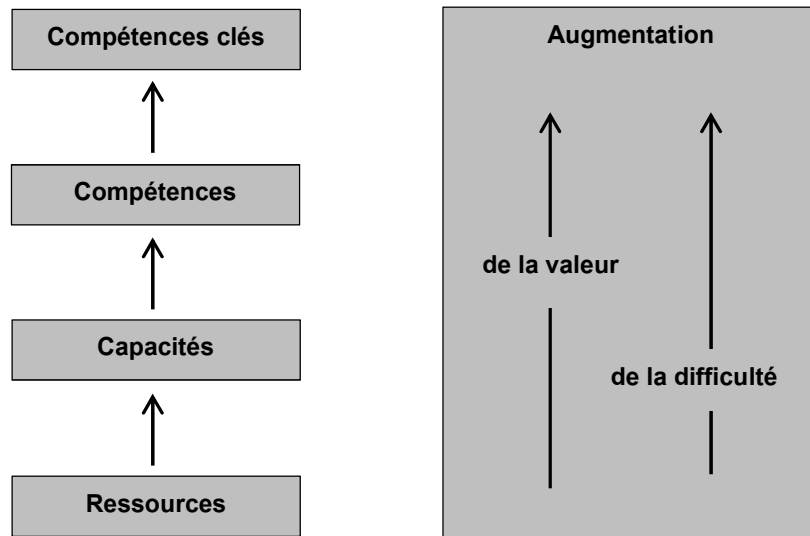 Compétences clés
Compétences
Capacités
Ressources
Augmentation
de la valeur
de la difficulté